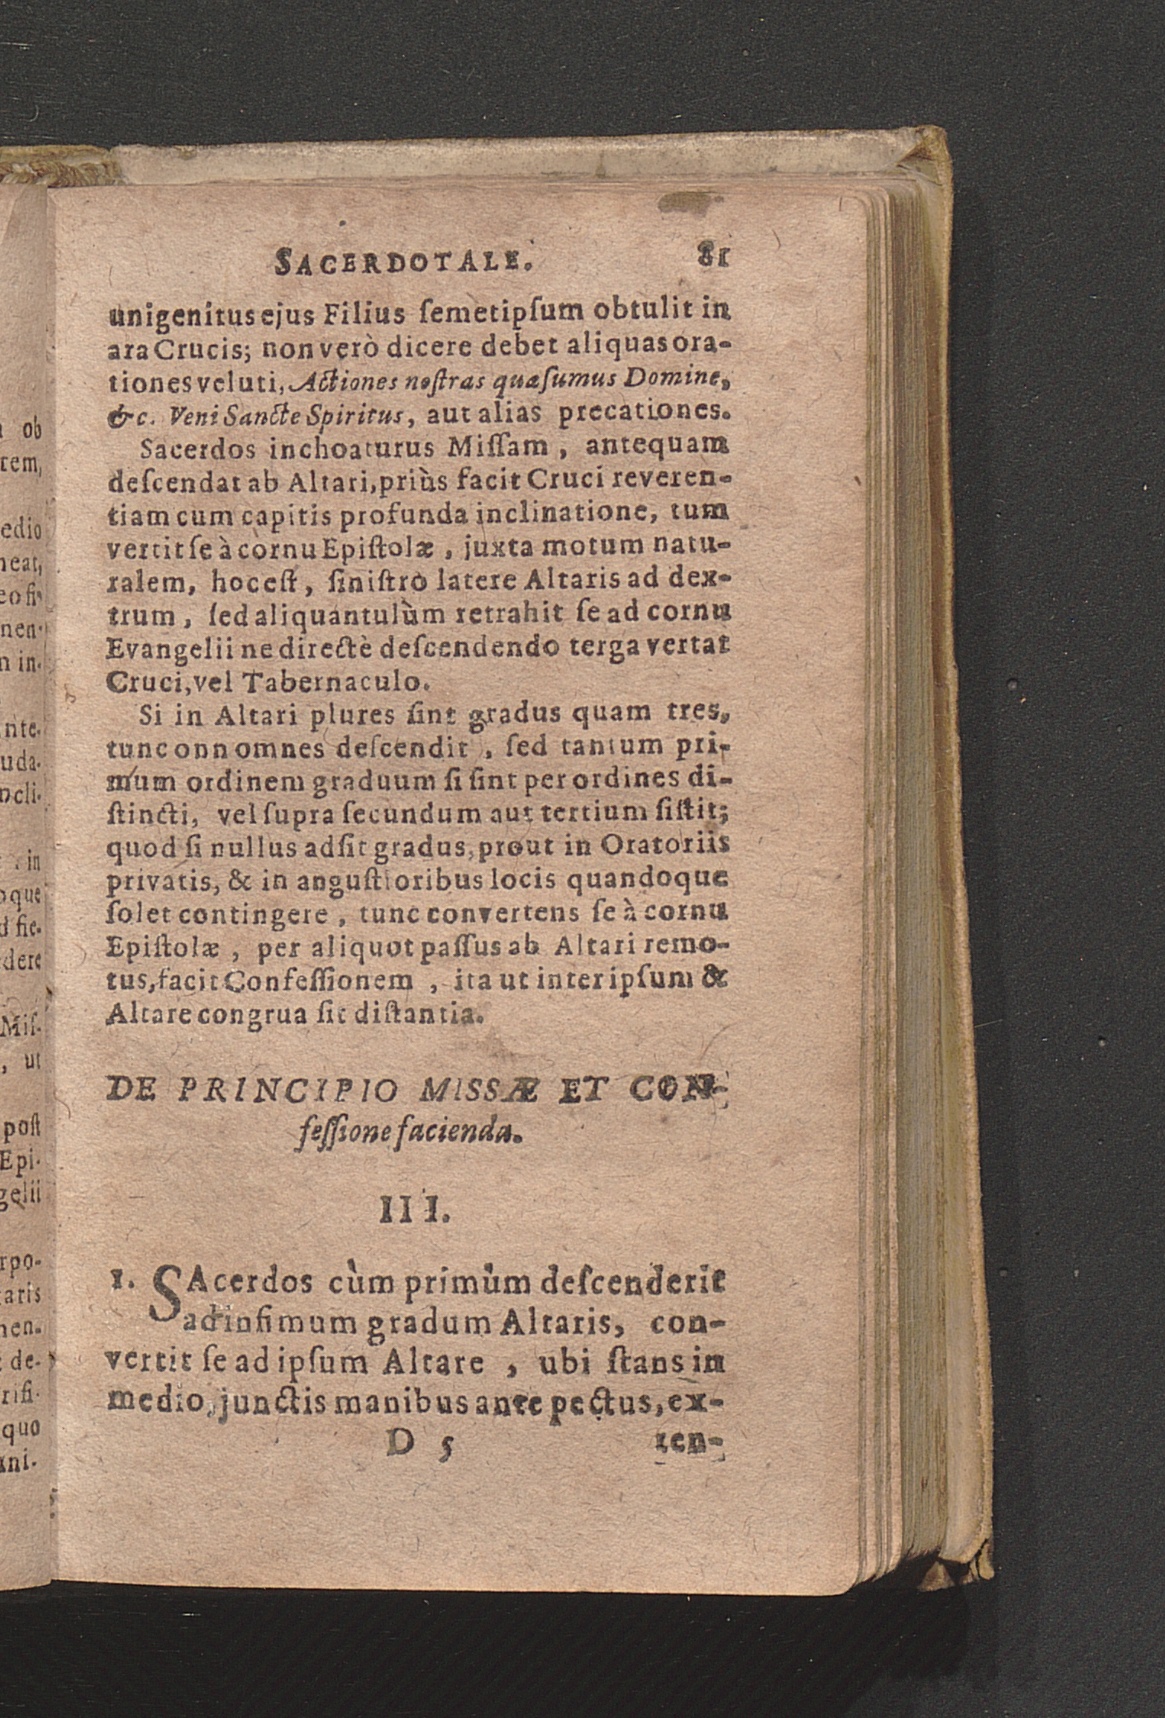 SACERDOTALE. 81
unigenitus ejus Filius ſemetipſum obtulit in
ara Crucis; non verò dicere debet aliquas ora-
tiones veluti, Actiones noſtras quæſumus Domine,
&c. Veni Sancte Spiritus, aut alias precationes.
Sacerdos inchoaturus Miſſam, antequam
deſcendat ab Altari, priùs facit Cruci reveren-
tiam cum capitis profunda inclinatione, tum
vertit ſe à cornu Epiſtolæ, juxta motum natu-
ralem, hoc eſt, ſiniſtro latere Altaris ad dex-
trum, ſed aliquantulùm retrahit ſe ad cornu
Evangelii ne directè deſcendendo terga vertat
Cruci, vel Tabernaculo.
Si in Altari plures ſint gradus quam tres,
tunc onn omnes deſcendit, ſed tantum pri-
mum ordinem graduum ſi ſint per ordines di-
ſtincti, vel ſupra ſecundum aut tertium ſiſtit;
quod ſi nullus adſit gradus, prout in Oratoriis
privatis, & in anguſtioribus locis quandoque
ſolet contingere, tunc convertens ſe à cornu
Epiſtolæ, per aliquot paſſus ab Altari remo-
tus, facit Confeſſionem, ita ut inter ipſum &
Altare congrua ſit diſtantia.
DE PRINCIPIO MISSÆ ET CON-
feſſione facienda.
III.
1. SAcerdos cùm primùm deſcenderit
ad infimum gradum Altaris, con-
vertit ſe ad ipſum Altare, ubi ſtans in
medio, junctis manibus ante pectus, ex-
D 5 ten-